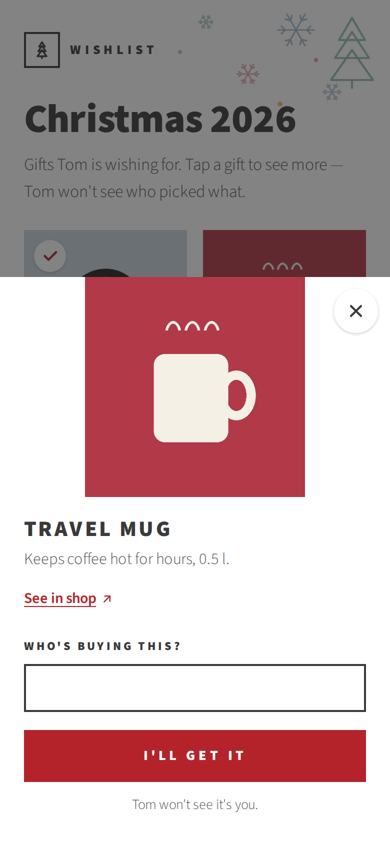 WISHLIST
Christmas 2026
Gifts Tom is wishing for. Tap a gift to see more —
Tom won't see who picked what.
TRAVEL MUG
Keeps coffee hot for hours, 0.5 l.
See in shop
WHO'S BUYING THIS?
I'LL GET IT
Tom won't see it's you.